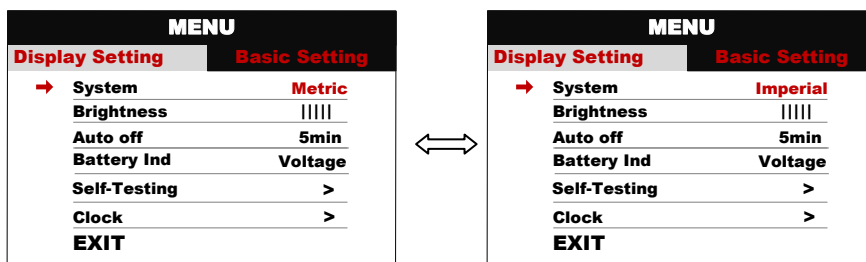 MENU
Display Setting Basic Setting
System Metric
Brightness |||||
Auto off 5min
Battery Ind Voltage
Self-Testing >
Clock >
EXIT
MENU
Display Setting Basic Setting
System Imperial
Brightness |||||
Auto off 5min
Battery Ind Voltage
Self-Testing >
Clock >
EXIT